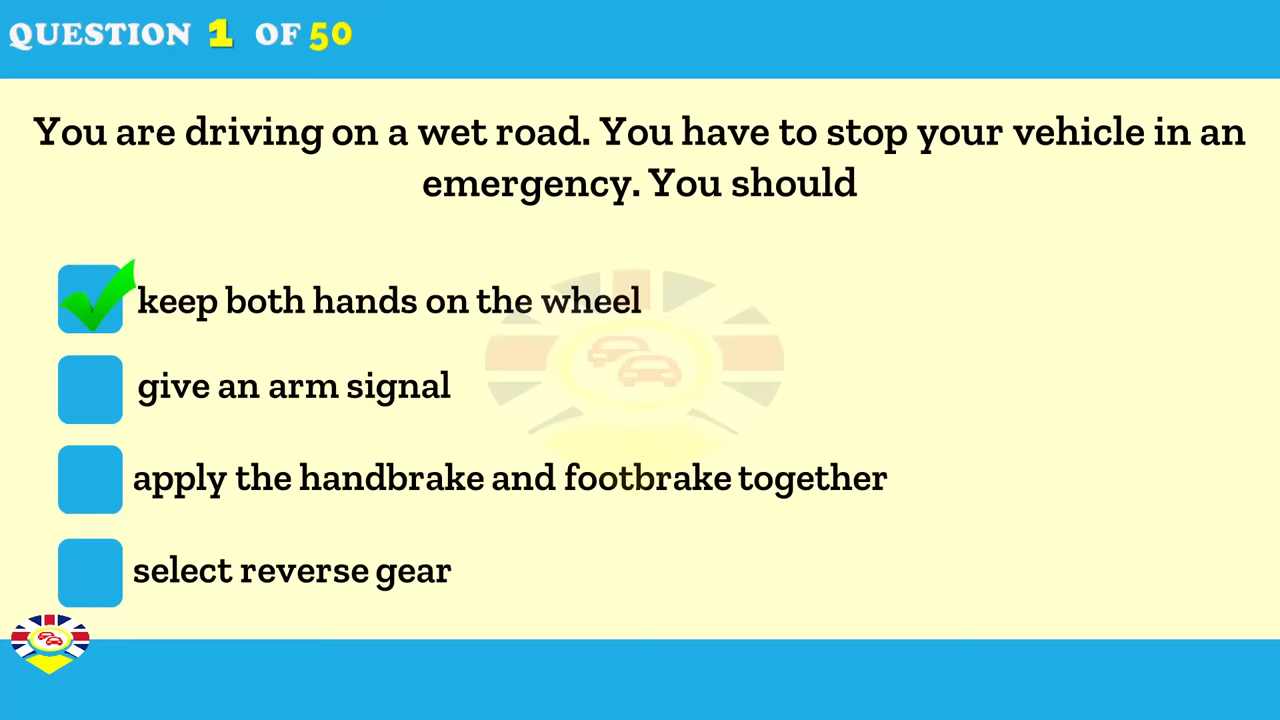 QUESTION 1 OF 50
You are driving on a wet road. You have to stop your vehicle in an
emergency. You should
keep both hands on the wheel
give an arm signal
apply the handbrake and footbrake together
select reverse gear